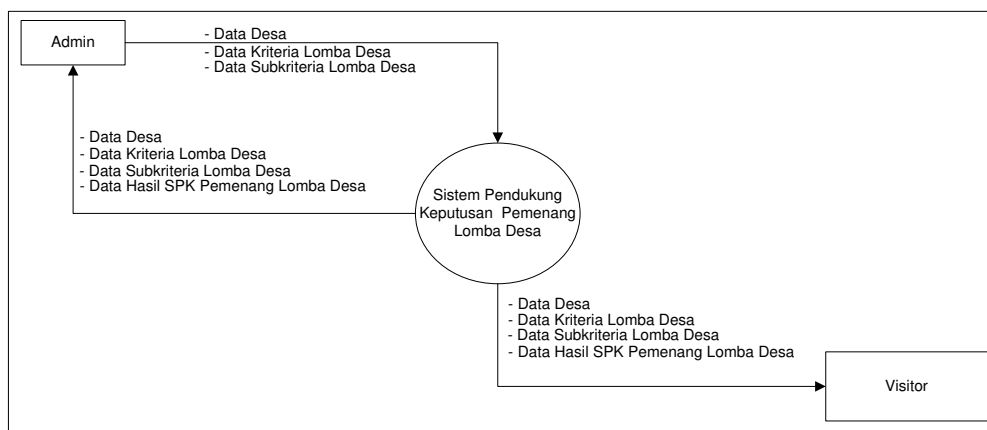 Admin
- Data Desa
- Data Kriteria Lomba Desa
- Data Subkriteria Lomba Desa
- Data Desa
- Data Kriteria Lomba Desa
- Data Subkriteria Lomba Desa
- Data Hasil SPK Pemenang Lomba Desa
Sistem Pendukung
Keputusan Pemenang
Lomba Desa
- Data Desa
- Data Kriteria Lomba Desa
- Data Subkriteria Lomba Desa
- Data Hasil SPK Pemenang Lomba Desa
Visitor